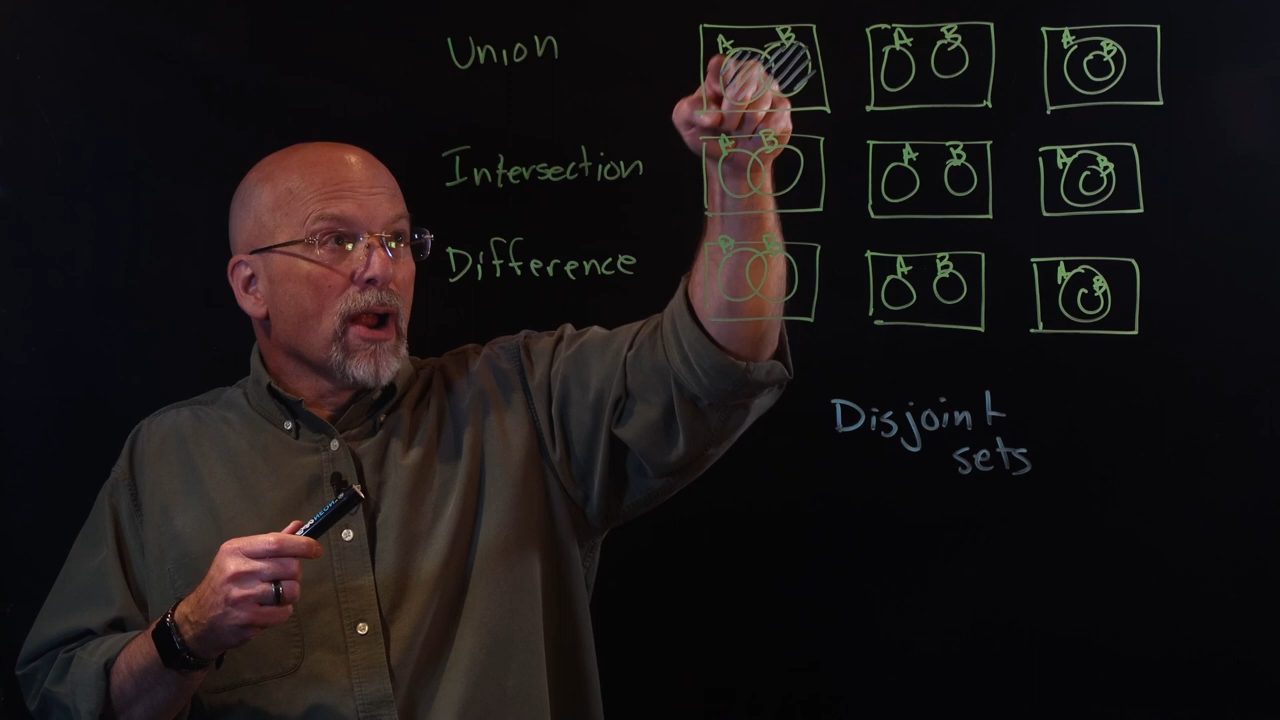 Union
A B
A B
A B
Intersection
A B
A B
A B
Difference
A B
A B
A B
Disjoint
sets